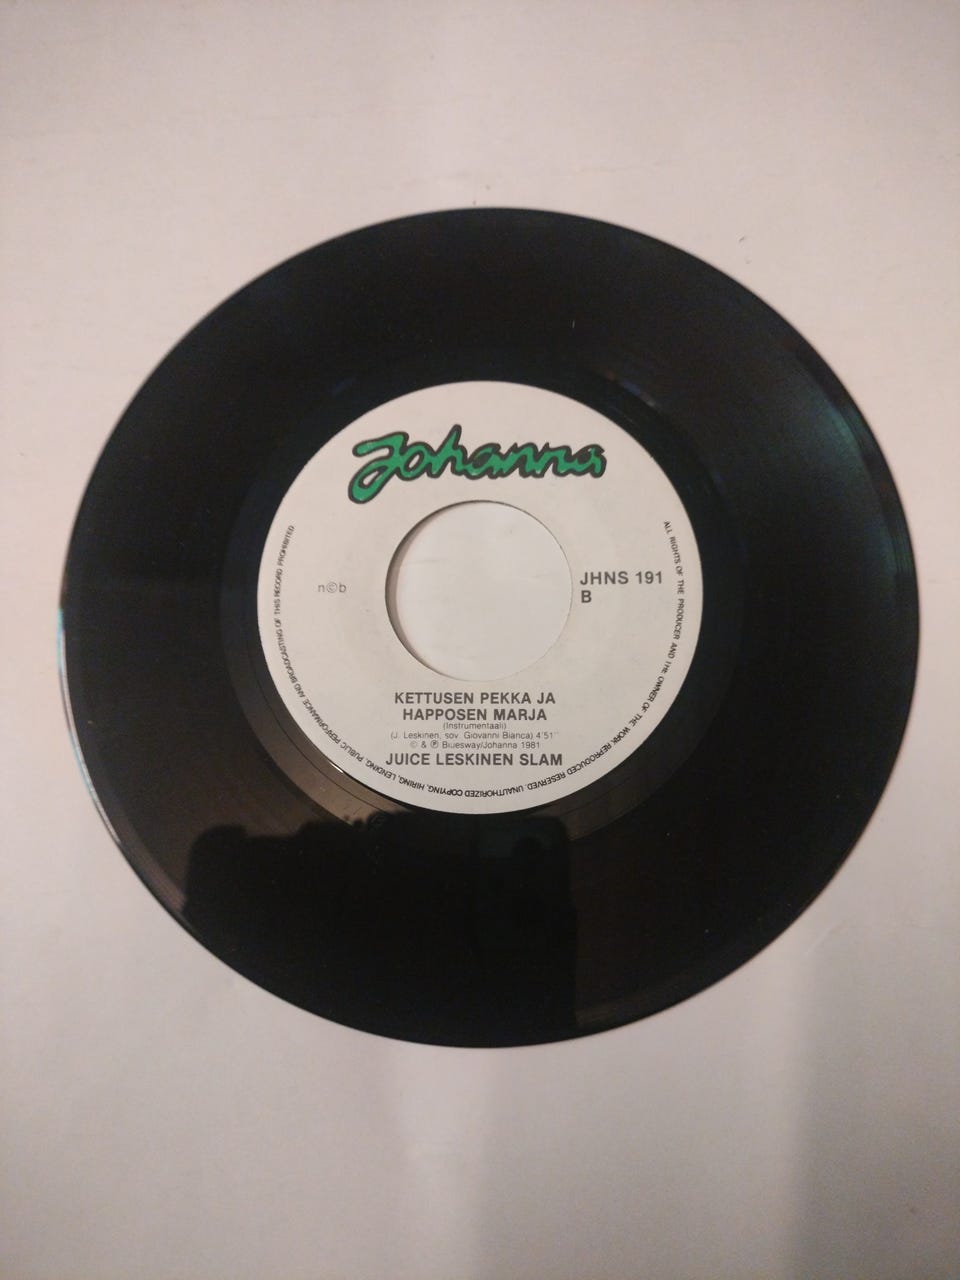 Johanna
n©b
JHNS 191
B
KETTUSEN PEKKA JA
HAPPOSEN MARJA
(Instrumentaali)
(J. Leskinen, sov. Giovanni Bianca) 4'51''
© & ℗ Bluesway/Johanna 1981
JUICE LESKINEN SLAM
ALL RIGHTS OF THE PRODUCER AND THE OWNER OF THE WORK REPRODUCED RESERVED. UNAUTHORIZED COPYING, HIRING, LENDING, PUBLIC PERFORMANCE AND BROADCASTING OF THIS RECORD PROHIBITED